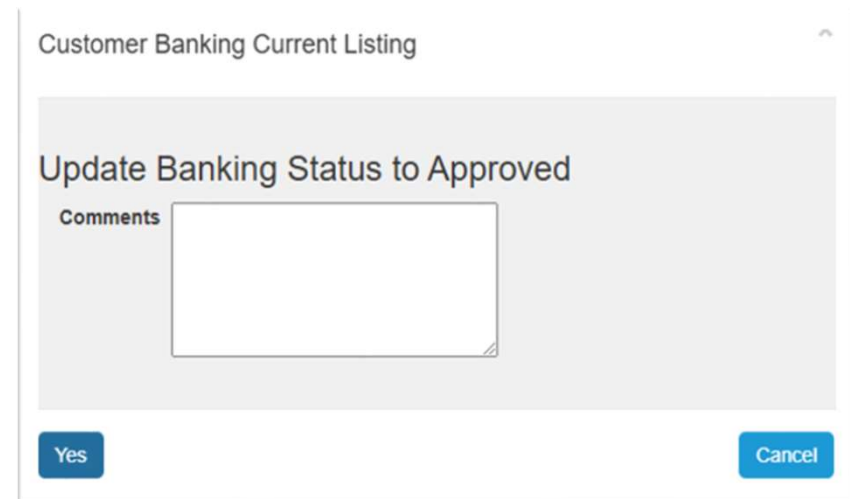 Customer Banking Current Listing
Update Banking Status to Approved
Comments
Yes
Cancel